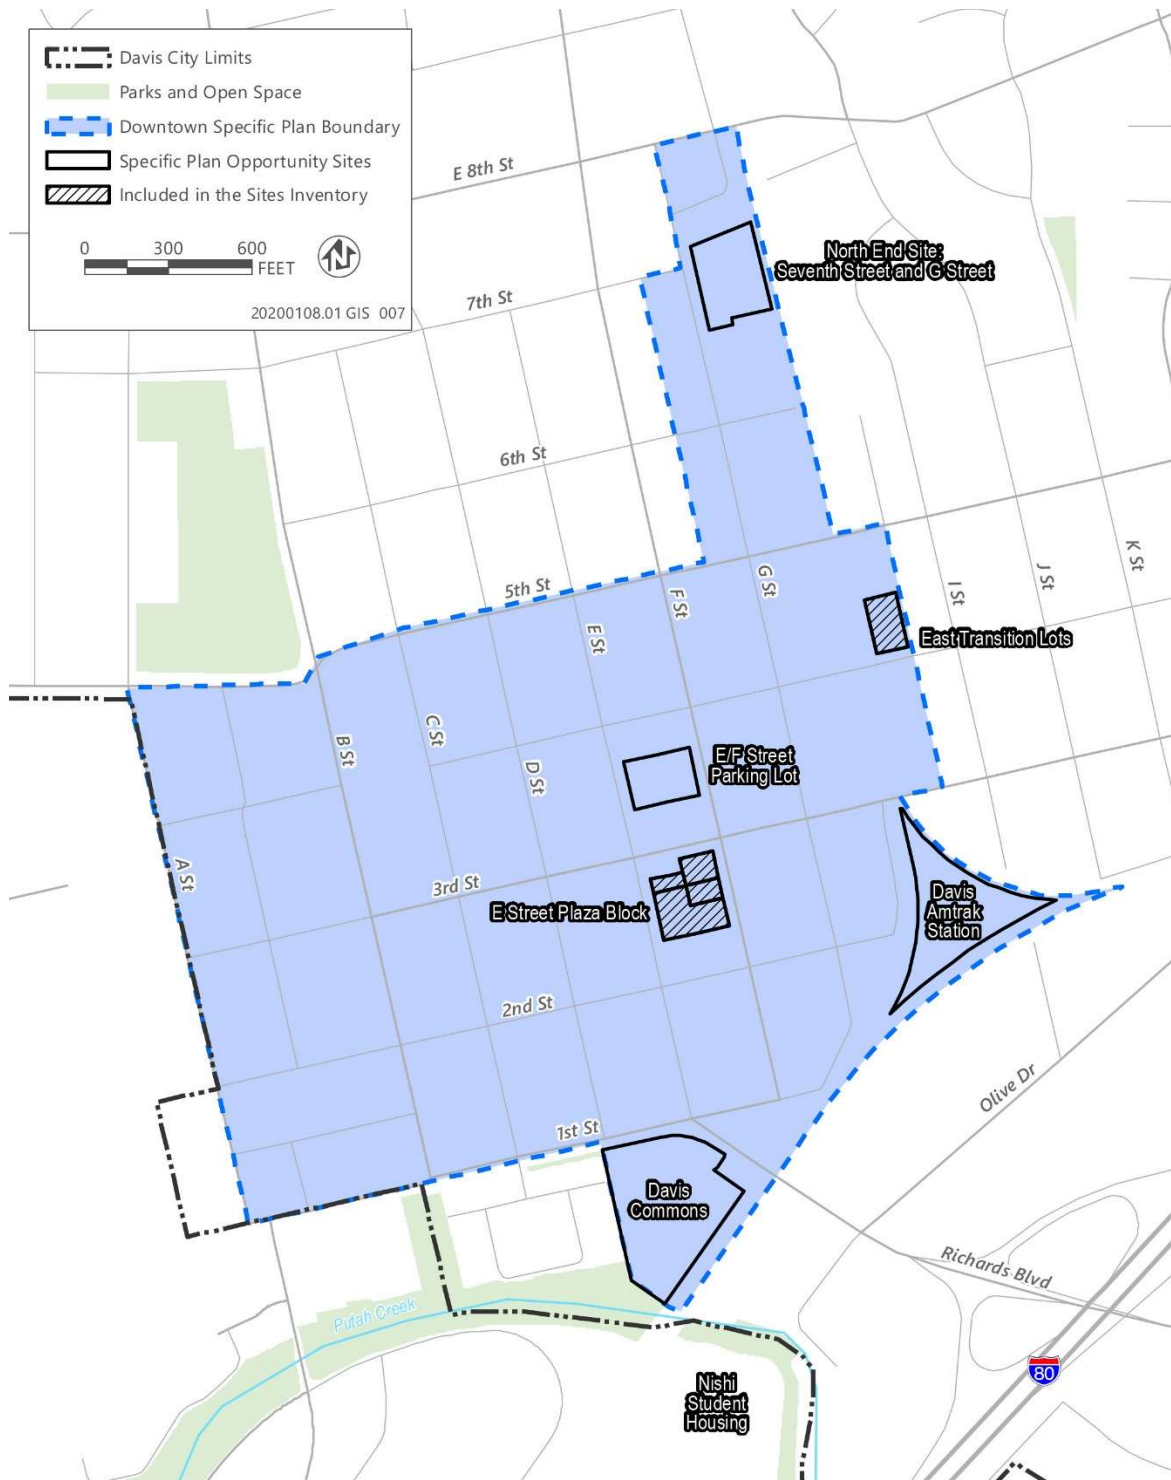 Davis City Limits
Parks and Open Space
Downtown Specific Plan Boundary
Specific Plan Opportunity Sites
Included in the Sites Inventory
0 300 600
FEET
N
20200108.01 GIS 007
E 8th St
North End Site:
Seventh Street and G Street
7th St
6th St
5th St
E St
F St
G St
I St
J St
K St
East Transition Lots
A St
B St
C St
D St
E/F Street
Parking Lot
3rd St
E Street Plaza Block
Davis
Amtrak
Station
2nd St
Olive Dr
1st St
Davis
Commons
Richards Blvd
Putah Creek
80
Nishi
Student
Housing